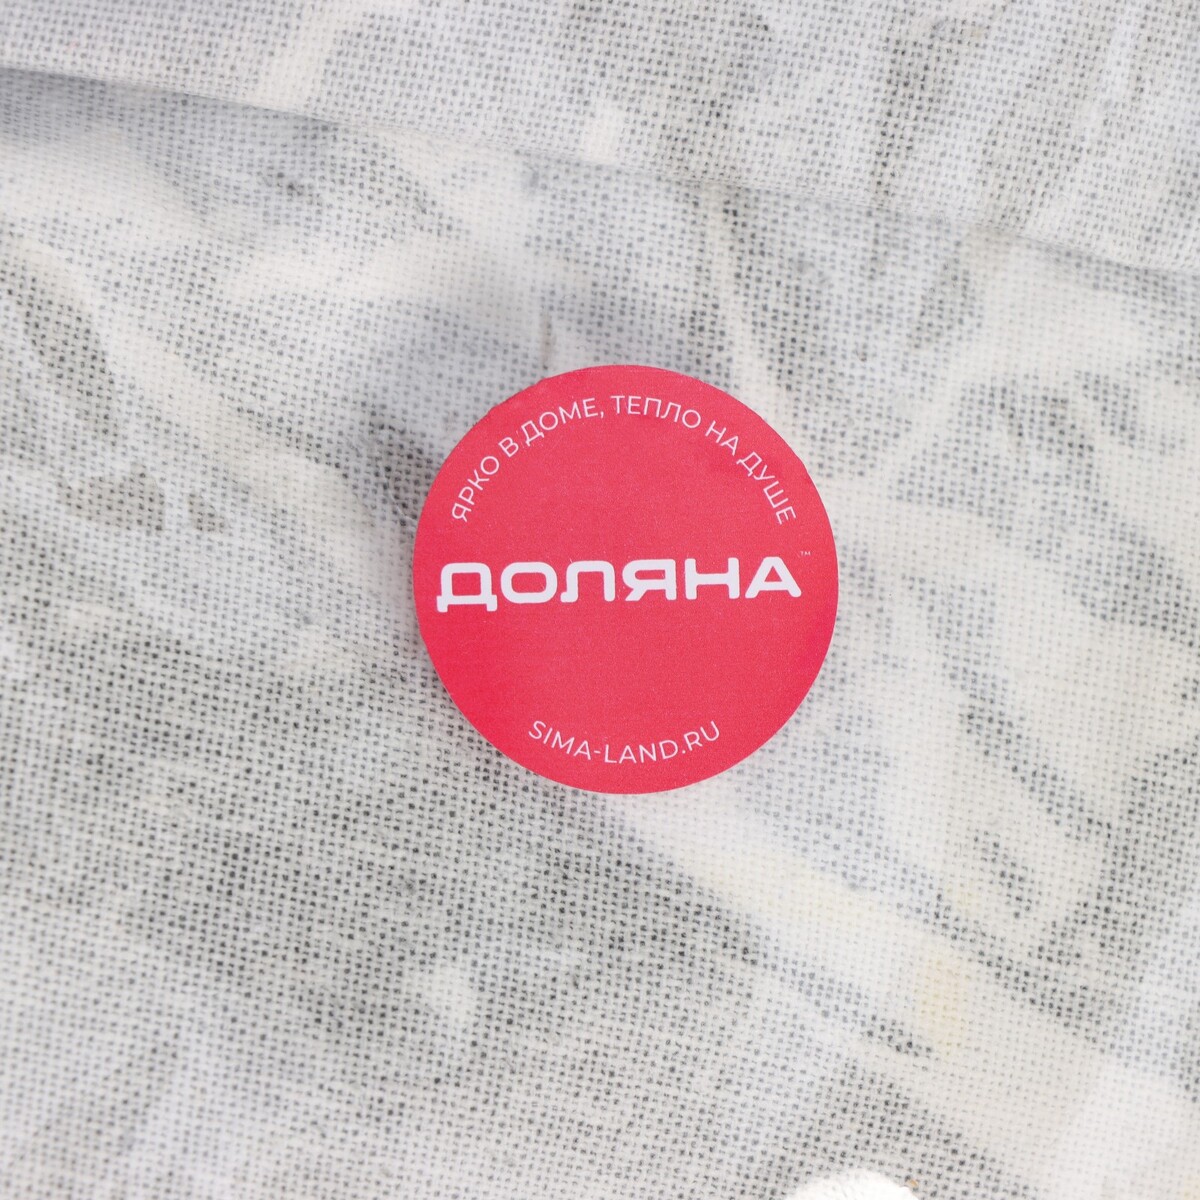 ЯРКО В ДОМЕ, ТЕПЛО НА ДУШЕ
ДОЛЯНА™
SIMA-LAND.RU